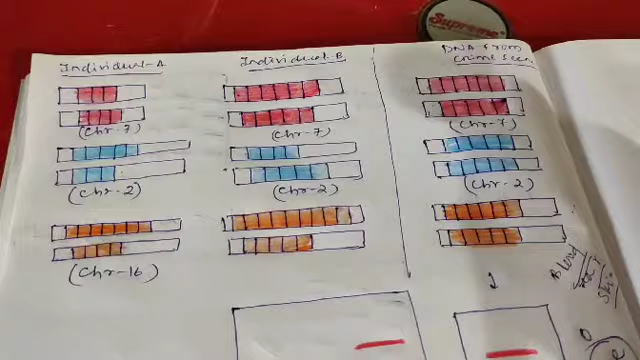 Supreme
Individual-A
(Chr-7)
(Chr-2)
(Chr-16)
Individual-B
(Chr-7)
(Chr-2)
DNA from
crime scene
(Chr-7)
(Chr-2)
Blood